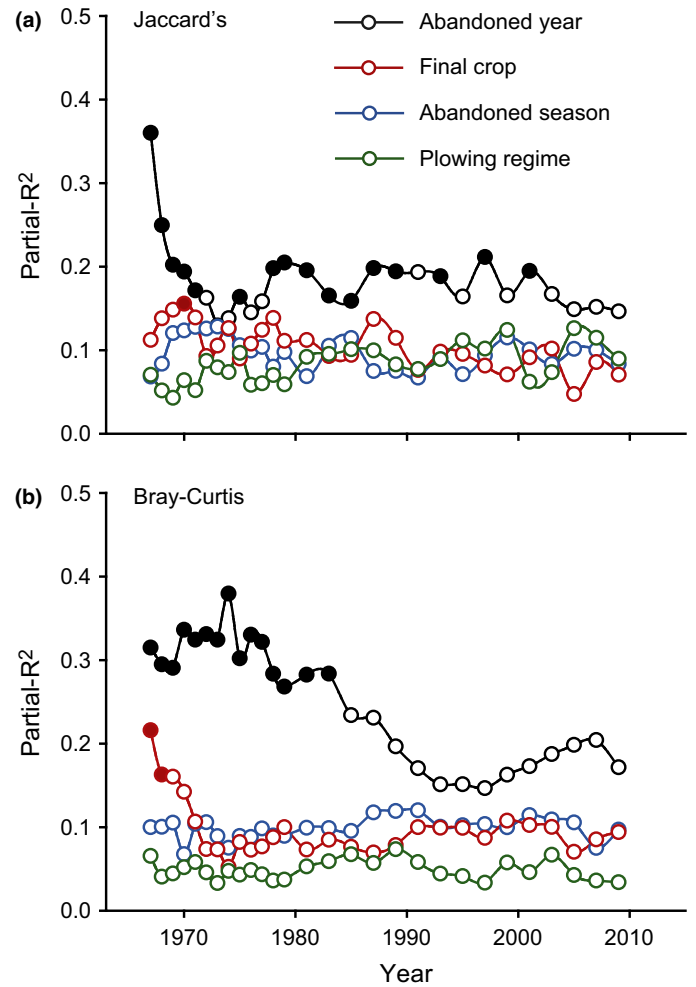 (a)
Jaccard's
Abandoned year
Final crop
Abandoned season
Plowing regime
Partial-R²
0.5
0.4
0.3
0.2
0.1
0.0
(b)
Bray-Curtis
Partial-R²
0.5
0.4
0.3
0.2
0.1
0.0
1970 1980 1990 2000 2010
Year